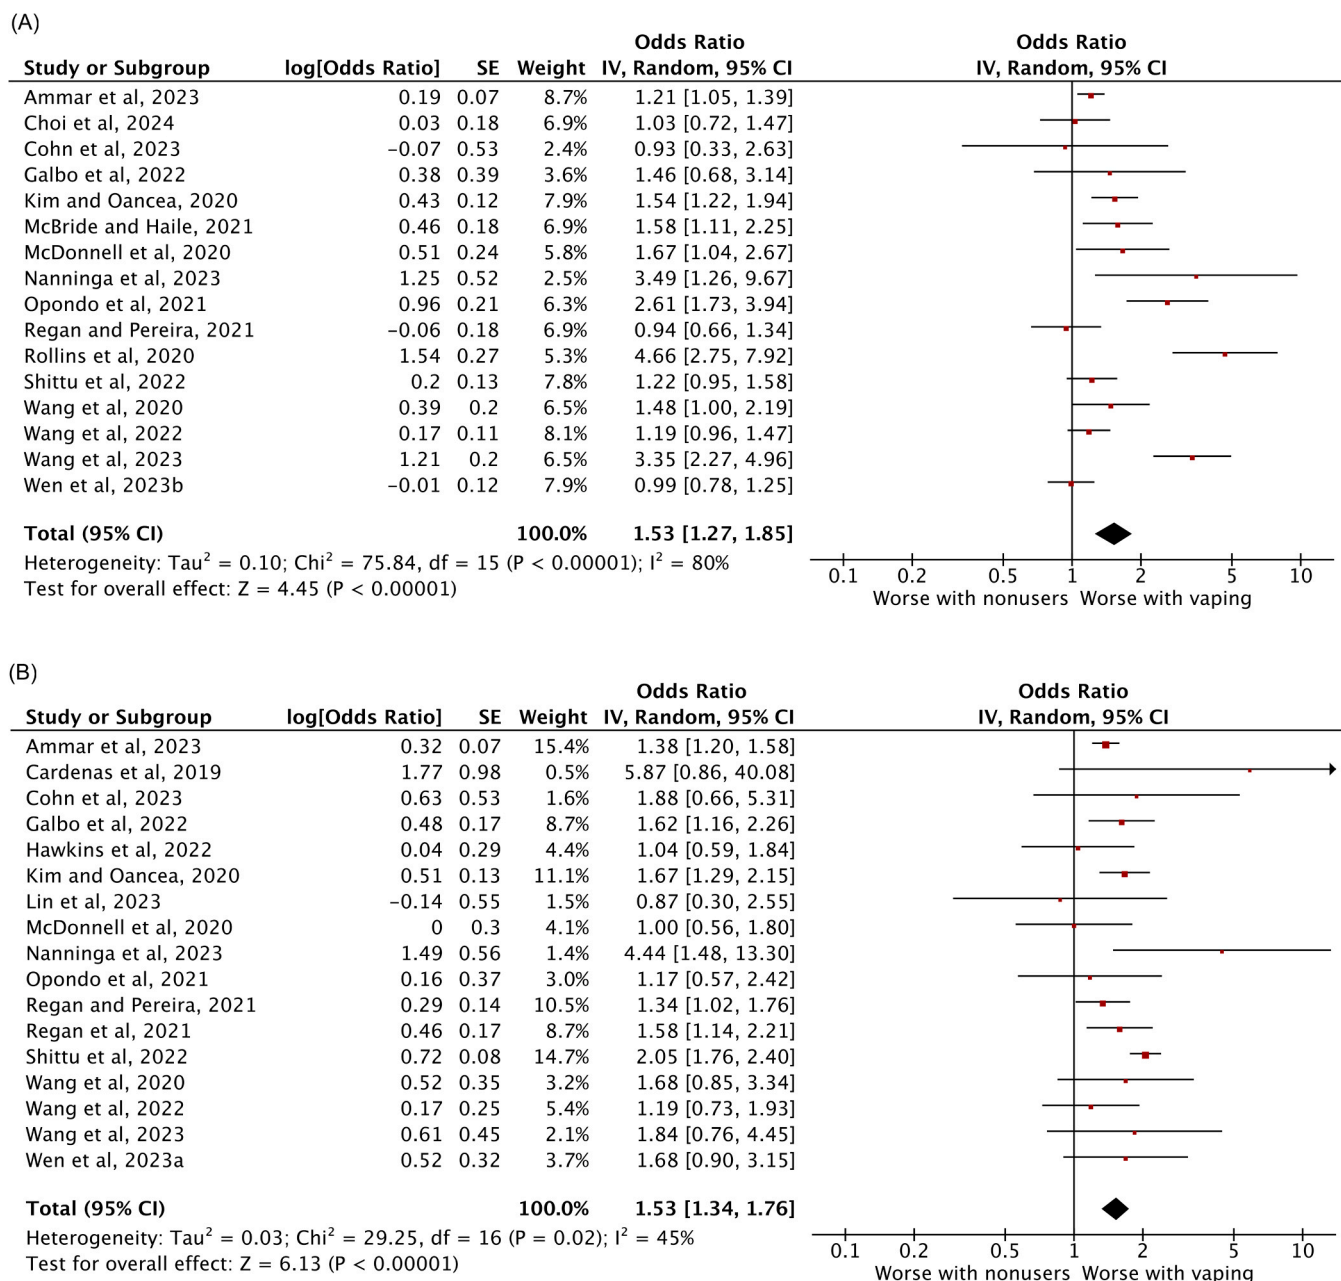 (A)
Odds Ratio Odds Ratio
Study or Subgroup log[Odds Ratio] SE Weight IV, Random, 95% CI IV, Random, 95% CI
Ammar et al, 2023 0.19 0.07 8.7% 1.21 [1.05, 1.39]
Choi et al, 2024 0.03 0.18 6.9% 1.03 [0.72, 1.47]
Cohn et al, 2023 −0.07 0.53 2.4% 0.93 [0.33, 2.63]
Galbo et al, 2022 0.38 0.39 3.6% 1.46 [0.68, 3.14]
Kim and Oancea, 2020 0.43 0.12 7.9% 1.54 [1.22, 1.94]
McBride and Haile, 2021 0.46 0.18 6.9% 1.58 [1.11, 2.25]
McDonnell et al, 2020 0.51 0.24 5.8% 1.67 [1.04, 2.67]
Nanninga et al, 2023 1.25 0.52 2.5% 3.49 [1.26, 9.67]
Opondo et al, 2021 0.96 0.21 6.3% 2.61 [1.73, 3.94]
Regan and Pereira, 2021 −0.06 0.18 6.9% 0.94 [0.66, 1.34]
Rollins et al, 2020 1.54 0.27 5.3% 4.66 [2.75, 7.92]
Shittu et al, 2022 0.2 0.13 7.8% 1.22 [0.95, 1.58]
Wang et al, 2020 0.39 0.2 6.5% 1.48 [1.00, 2.19]
Wang et al, 2022 0.17 0.11 8.1% 1.19 [0.96, 1.47]
Wang et al, 2023 1.21 0.2 6.5% 3.35 [2.27, 4.96]
Wen et al, 2023b −0.01 0.12 7.9% 0.99 [0.78, 1.25]
Total (95% CI) 100.0% 1.53 [1.27, 1.85]
Heterogeneity: Tau² = 0.10; Chi² = 75.84, df = 15 (P < 0.00001); I² = 80%
Test for overall effect: Z = 4.45 (P < 0.00001)
0.1 0.2 0.5 1 2 5 10
Worse with nonusers Worse with vaping
(B)
Odds Ratio Odds Ratio
Study or Subgroup log[Odds Ratio] SE Weight IV, Random, 95% CI IV, Random, 95% CI
Ammar et al, 2023 0.32 0.07 15.4% 1.38 [1.20, 1.58]
Cardenas et al, 2019 1.77 0.98 0.5% 5.87 [0.86, 40.08]
Cohn et al, 2023 0.63 0.53 1.6% 1.88 [0.66, 5.31]
Galbo et al, 2022 0.48 0.17 8.7% 1.62 [1.16, 2.26]
Hawkins et al, 2022 0.04 0.29 4.4% 1.04 [0.59, 1.84]
Kim and Oancea, 2020 0.51 0.13 11.1% 1.67 [1.29, 2.15]
Lin et al, 2023 −0.14 0.55 1.5% 0.87 [0.30, 2.55]
McDonnell et al, 2020 0 0.3 4.1% 1.00 [0.56, 1.80]
Nanninga et al, 2023 1.49 0.56 1.4% 4.44 [1.48, 13.30]
Opondo et al, 2021 0.16 0.37 3.0% 1.17 [0.57, 2.42]
Regan and Pereira, 2021 0.29 0.14 10.5% 1.34 [1.02, 1.76]
Regan et al, 2021 0.46 0.17 8.7% 1.58 [1.14, 2.21]
Shittu et al, 2022 0.72 0.08 14.7% 2.05 [1.76, 2.40]
Wang et al, 2020 0.52 0.35 3.2% 1.68 [0.85, 3.34]
Wang et al, 2022 0.17 0.25 5.4% 1.19 [0.73, 1.93]
Wang et al, 2023 0.61 0.45 2.1% 1.84 [0.76, 4.45]
Wen et al, 2023a 0.52 0.32 3.7% 1.68 [0.90, 3.15]
Total (95% CI) 100.0% 1.53 [1.34, 1.76]
Heterogeneity: Tau² = 0.03; Chi² = 29.25, df = 16 (P = 0.02); I² = 45%
Test for overall effect: Z = 6.13 (P < 0.00001)
0.1 0.2 0.5 1 2 5 10
Worse with nonusers Worse with vaping